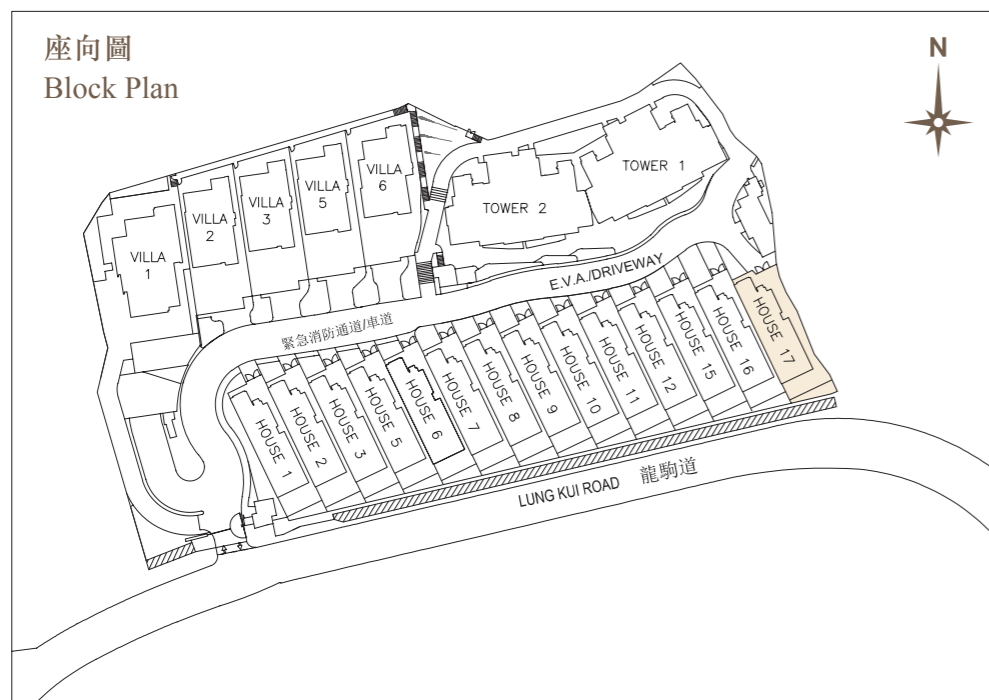 座向圖
Block Plan
N
VILLA
1
VILLA
2
VILLA
3
VILLA
5
VILLA
6
TOWER 2
TOWER 1
E.V.A./DRIVEWAY
緊急消防通道/車道
HOUSE 1
HOUSE 2
HOUSE 3
HOUSE 5
HOUSE 6
HOUSE 7
HOUSE 8
HOUSE 9
HOUSE 10
HOUSE 11
HOUSE 12
HOUSE 15
HOUSE 16
HOUSE 17
LUNG KUI ROAD 龍駒道